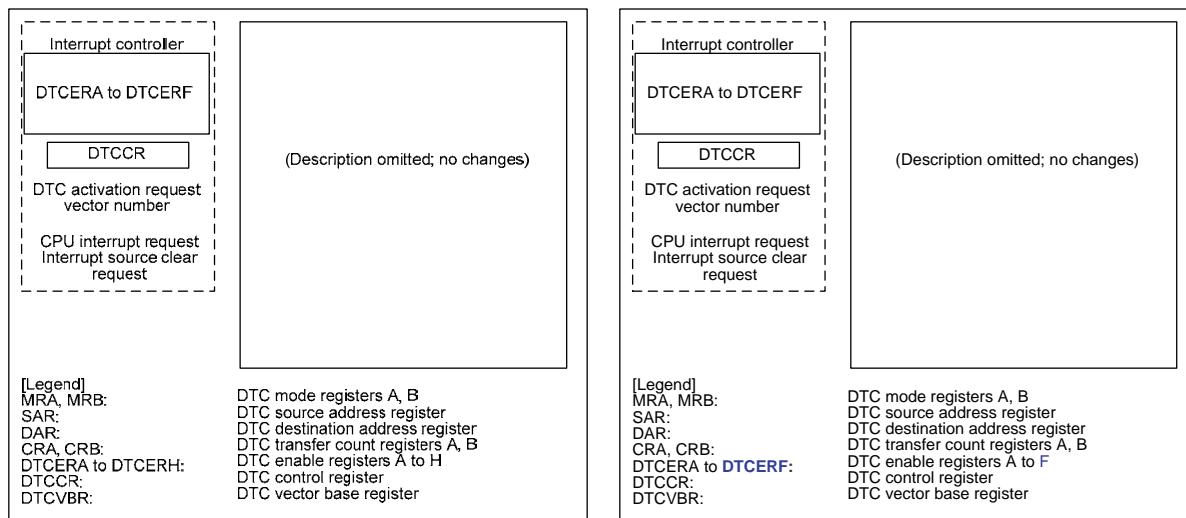 Interrupt controller
DTCERA to DTCERF
DTCCR
DTC activation request
vector number
CPU interrupt request
Interrupt source clear
request
(Description omitted; no changes)
[Legend]
MRA, MRB: DTC mode registers A, B
SAR: DTC source address register
DAR: DTC destination address register
CRA, CRB: DTC transfer count registers A, B
DTCERA to DTCERH: DTC enable registers A to H
DTCCR: DTC control register
DTCVBR: DTC vector base register
Interrupt controller
DTCERA to DTCERF
DTCCR
DTC activation request
vector number
CPU interrupt request
Interrupt source clear
request
(Description omitted; no changes)
[Legend]
MRA, MRB: DTC mode registers A, B
SAR: DTC source address register
DAR: DTC destination address register
CRA, CRB: DTC transfer count registers A, B
DTCERA to DTCERF: DTC enable registers A to F
DTCCR: DTC control register
DTCVBR: DTC vector base register